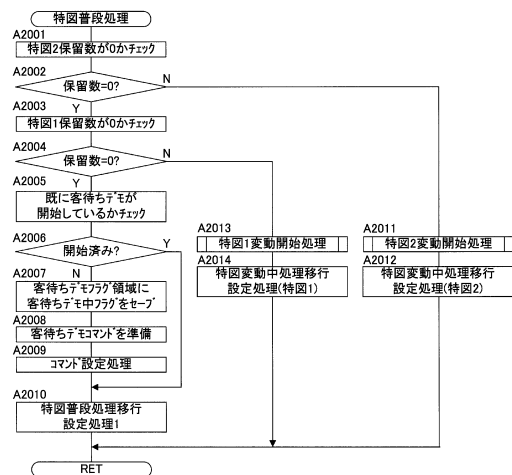 特図普段処理
A2001
特図2保留数が0かチェック
A2002
保留数=0?
N
A2003
Y
特図1保留数が0かチェック
A2004
保留数=0?
N
A2005
Y
既に客待ちデモが
開始しているかチェック
A2006
開始済み?
Y
A2007
N
客待ちデモフラグ領域に
客待ちデモ中フラグをセーブ
A2008
客待ちデモコマンドを準備
A2009
コマンド設定処理
A2010
特図普段処理移行
設定処理1
A2013
特図1変動開始処理
A2014
特図変動中処理移行
設定処理(特図1)
A2011
特図2変動開始処理
A2012
特図変動中処理移行
設定処理(特図2)
RET